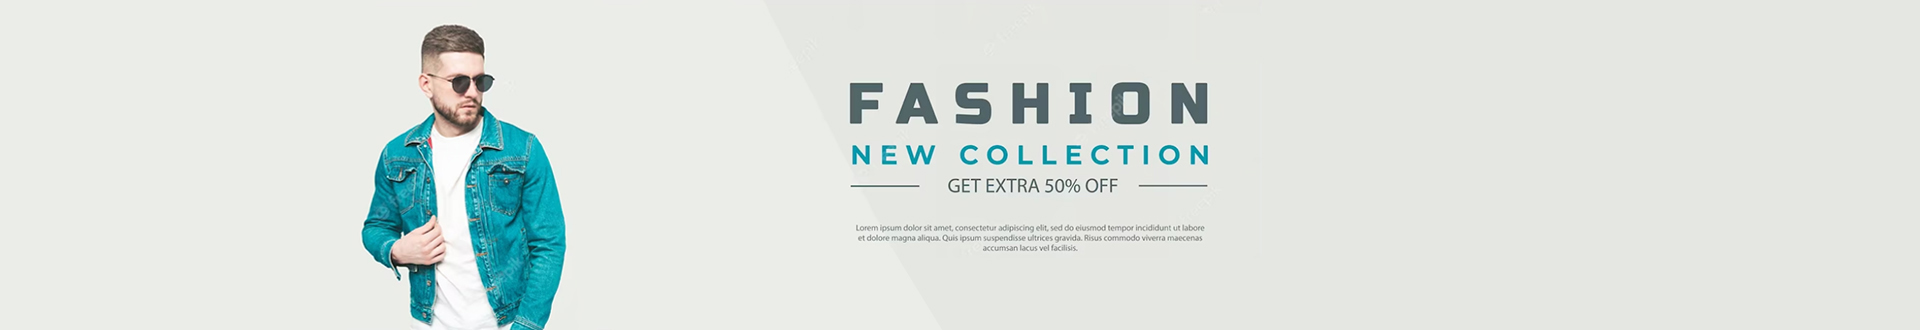 FASHION
NEW COLLECTION
GET EXTRA 50% OFF
Lorem ipsum dolor sit amet, consectetur adipiscing elit, sed do eiusmod tempor incididunt ut labore
et dolore magna aliqua. Quis ipsum suspendisse ultrices gravida. Risus commodo viverra maecenas
accumsan lacus vel facilisis.